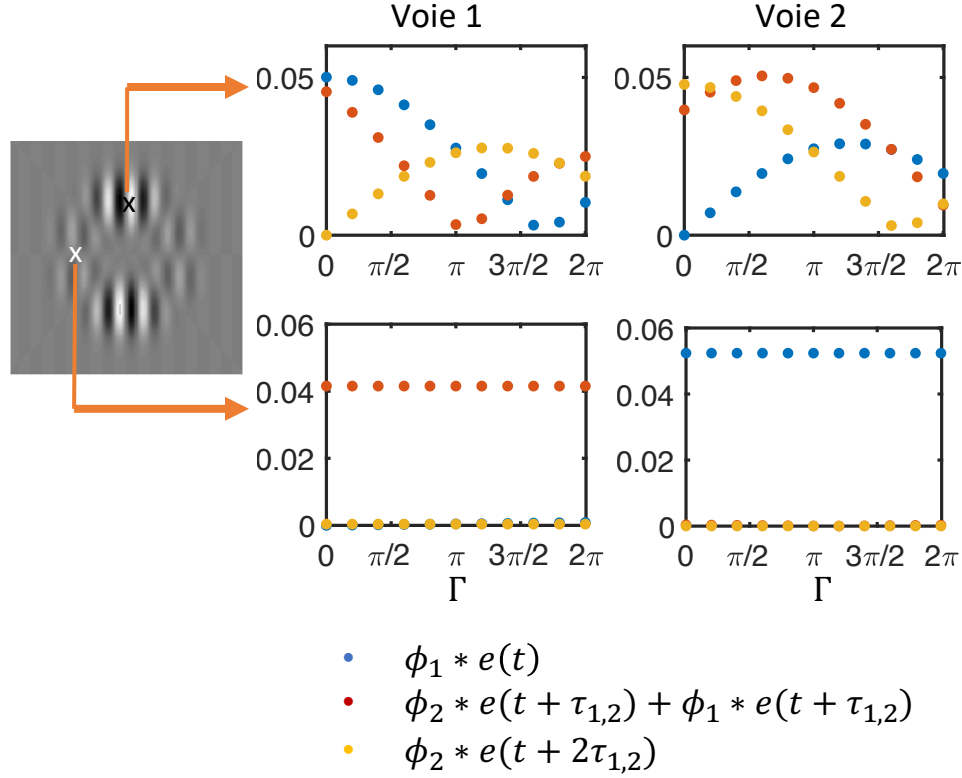 Voie 1 Voie 2
0.05 0.05
x
x
0 0
0 π/2 π 3π/2 2π 0 π/2 π 3π/2 2π
0.06 0.06
0.04 0.04
0.02 0.02
0 0
0 π/2 π 3π/2 2π 0 π/2 π 3π/2 2π
Γ Γ
ϕ₁ ∗ e(t)
ϕ₂ ∗ e(t + τ₁,₂) + ϕ₁ ∗ e(t + τ₁,₂)
ϕ₂ ∗ e(t + 2τ₁,₂)